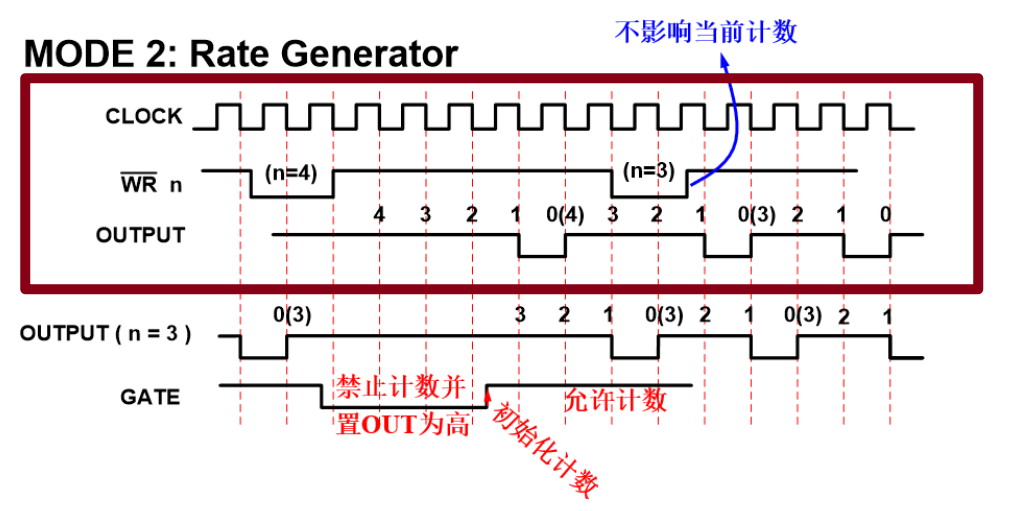 不影响当前计数
MODE 2: Rate Generator
CLOCK
WR n (n=4) (n=3)
4 3 2 1 0(4) 3 2 1 0(3) 2 1 0
OUTPUT
0(3) 3 2 1 0(3) 2 1 0(3) 2 1
OUTPUT ( n = 3 )
GATE 禁止计数并 允许计数
置OUT为高
初始化计数